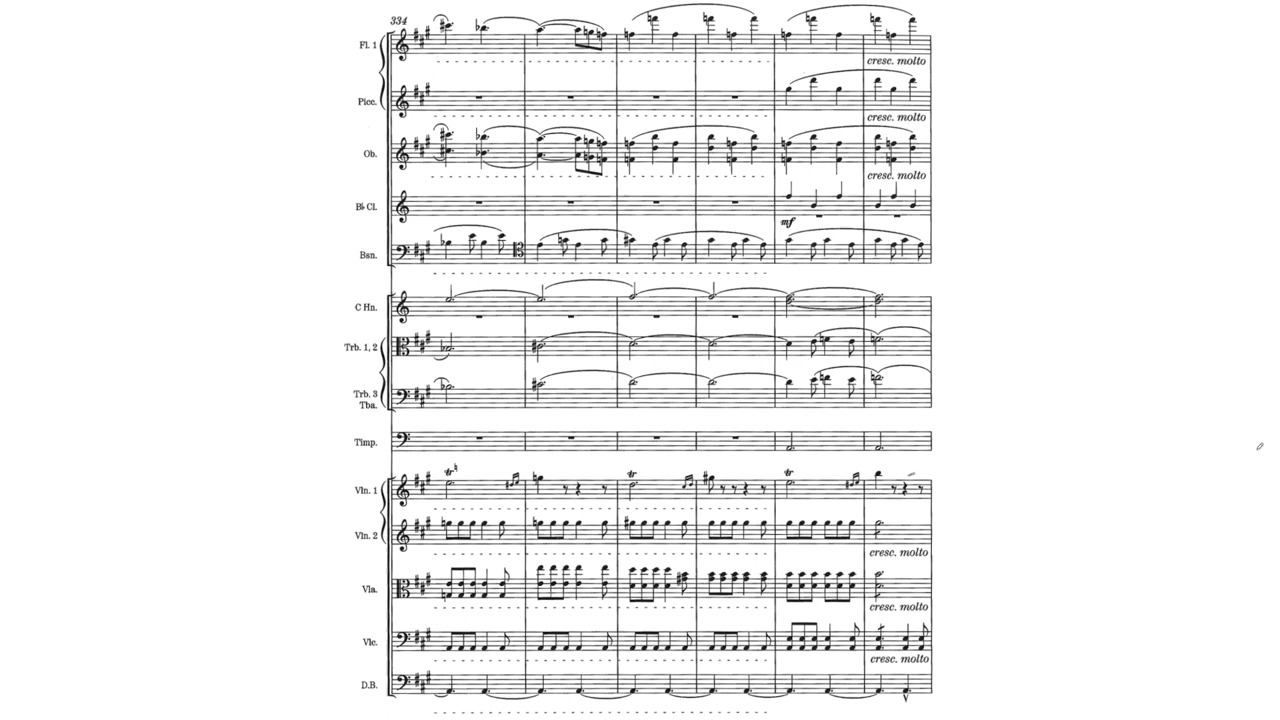 334
Fl. 1
cresc. molto
Picc.
cresc. molto
Ob.
cresc. molto
B♭ Cl.
mf
Bsn.
C Hn.
Trb. 1, 2
Trb. 3
Tba.
Timp.
tr tr tr
Vln. 1
Vln. 2
cresc. molto
Vla.
cresc. molto
Vlc.
cresc. molto
D.B.